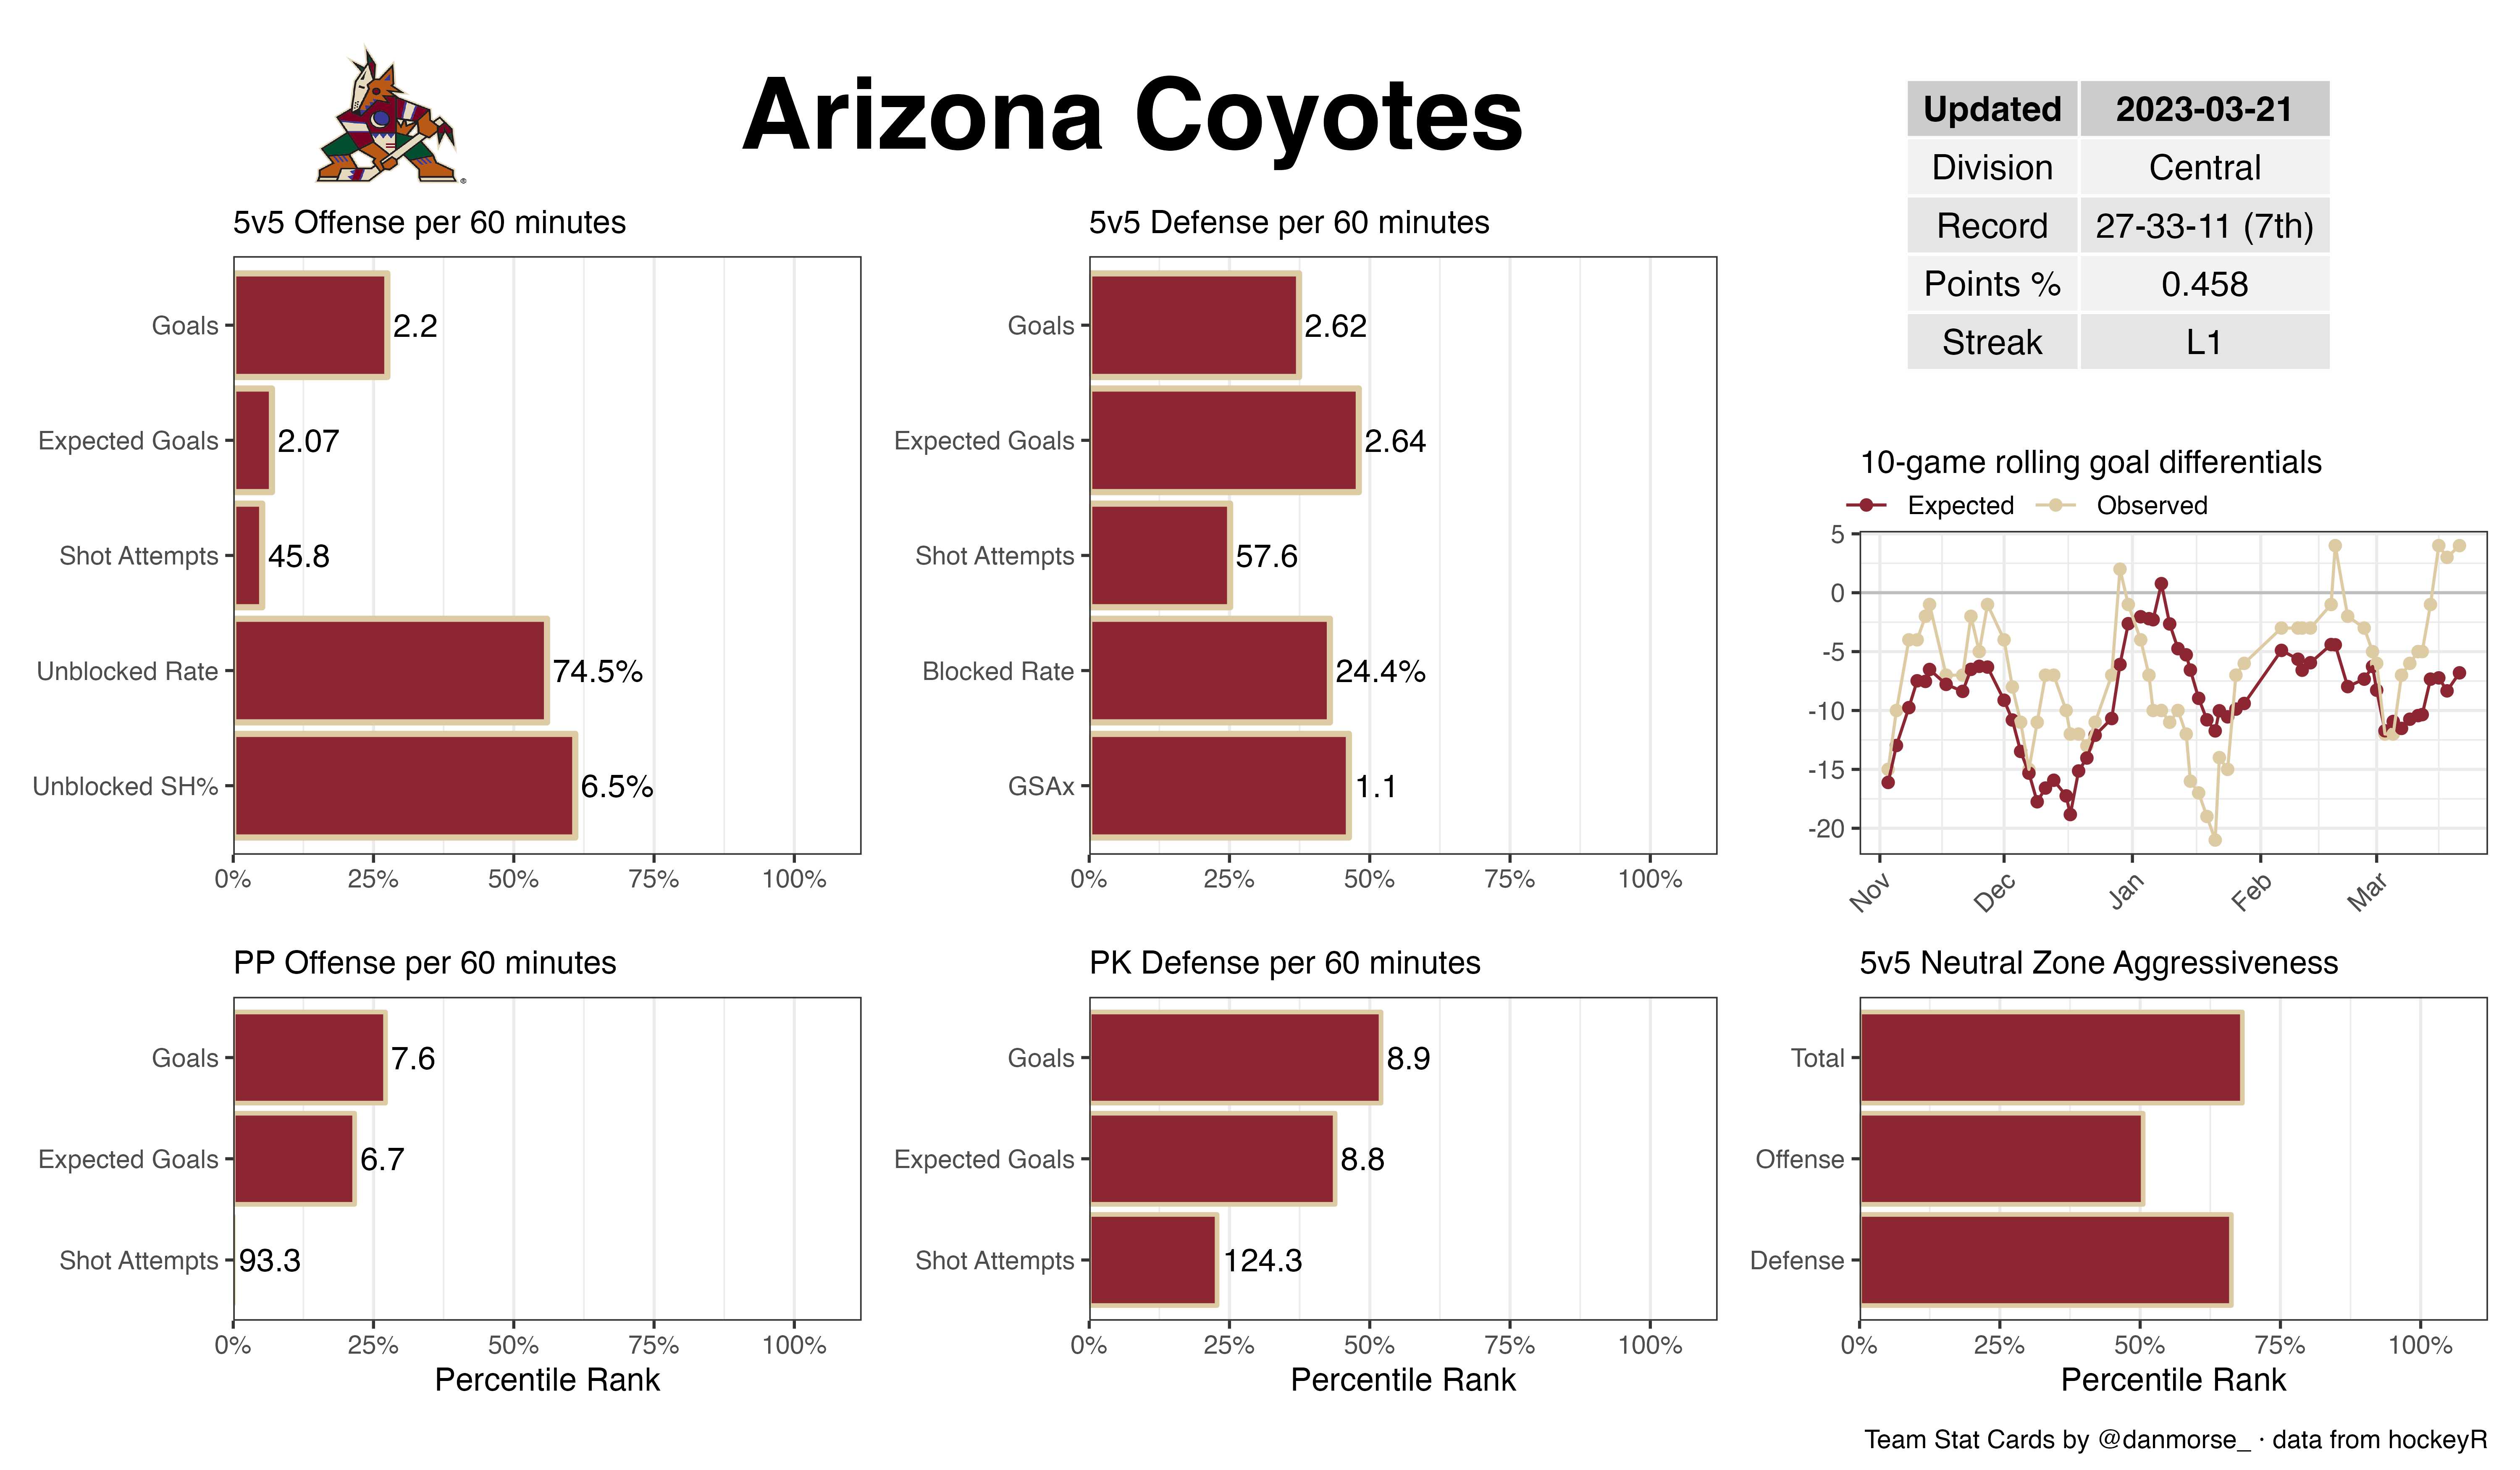 Arizona Coyotes
Updated 2023-03-21
Division Central
Record 27-33-11 (7th)
Points % 0.458
Streak L1
5v5 Offense per 60 minutes
Goals 2.2
Expected Goals 2.07
Shot Attempts 45.8
Unblocked Rate 74.5%
Unblocked SH% 6.5%
0% 25% 50% 75% 100%
5v5 Defense per 60 minutes
Goals 2.62
Expected Goals 2.64
Shot Attempts 57.6
Blocked Rate 24.4%
GSAx 1.1
0% 25% 50% 75% 100%
10-game rolling goal differentials
Expected Observed
5
0
-5
-10
-15
-20
Nov Dec Jan Feb Mar
PP Offense per 60 minutes
Goals 7.6
Expected Goals 6.7
Shot Attempts 93.3
0% 25% 50% 75% 100%
Percentile Rank
PK Defense per 60 minutes
Goals 8.9
Expected Goals 8.8
Shot Attempts 124.3
0% 25% 50% 75% 100%
Percentile Rank
5v5 Neutral Zone Aggressiveness
Total
Offense
Defense
0% 25% 50% 75% 100%
Percentile Rank
Team Stat Cards by @danmorse_ · data from hockeyR